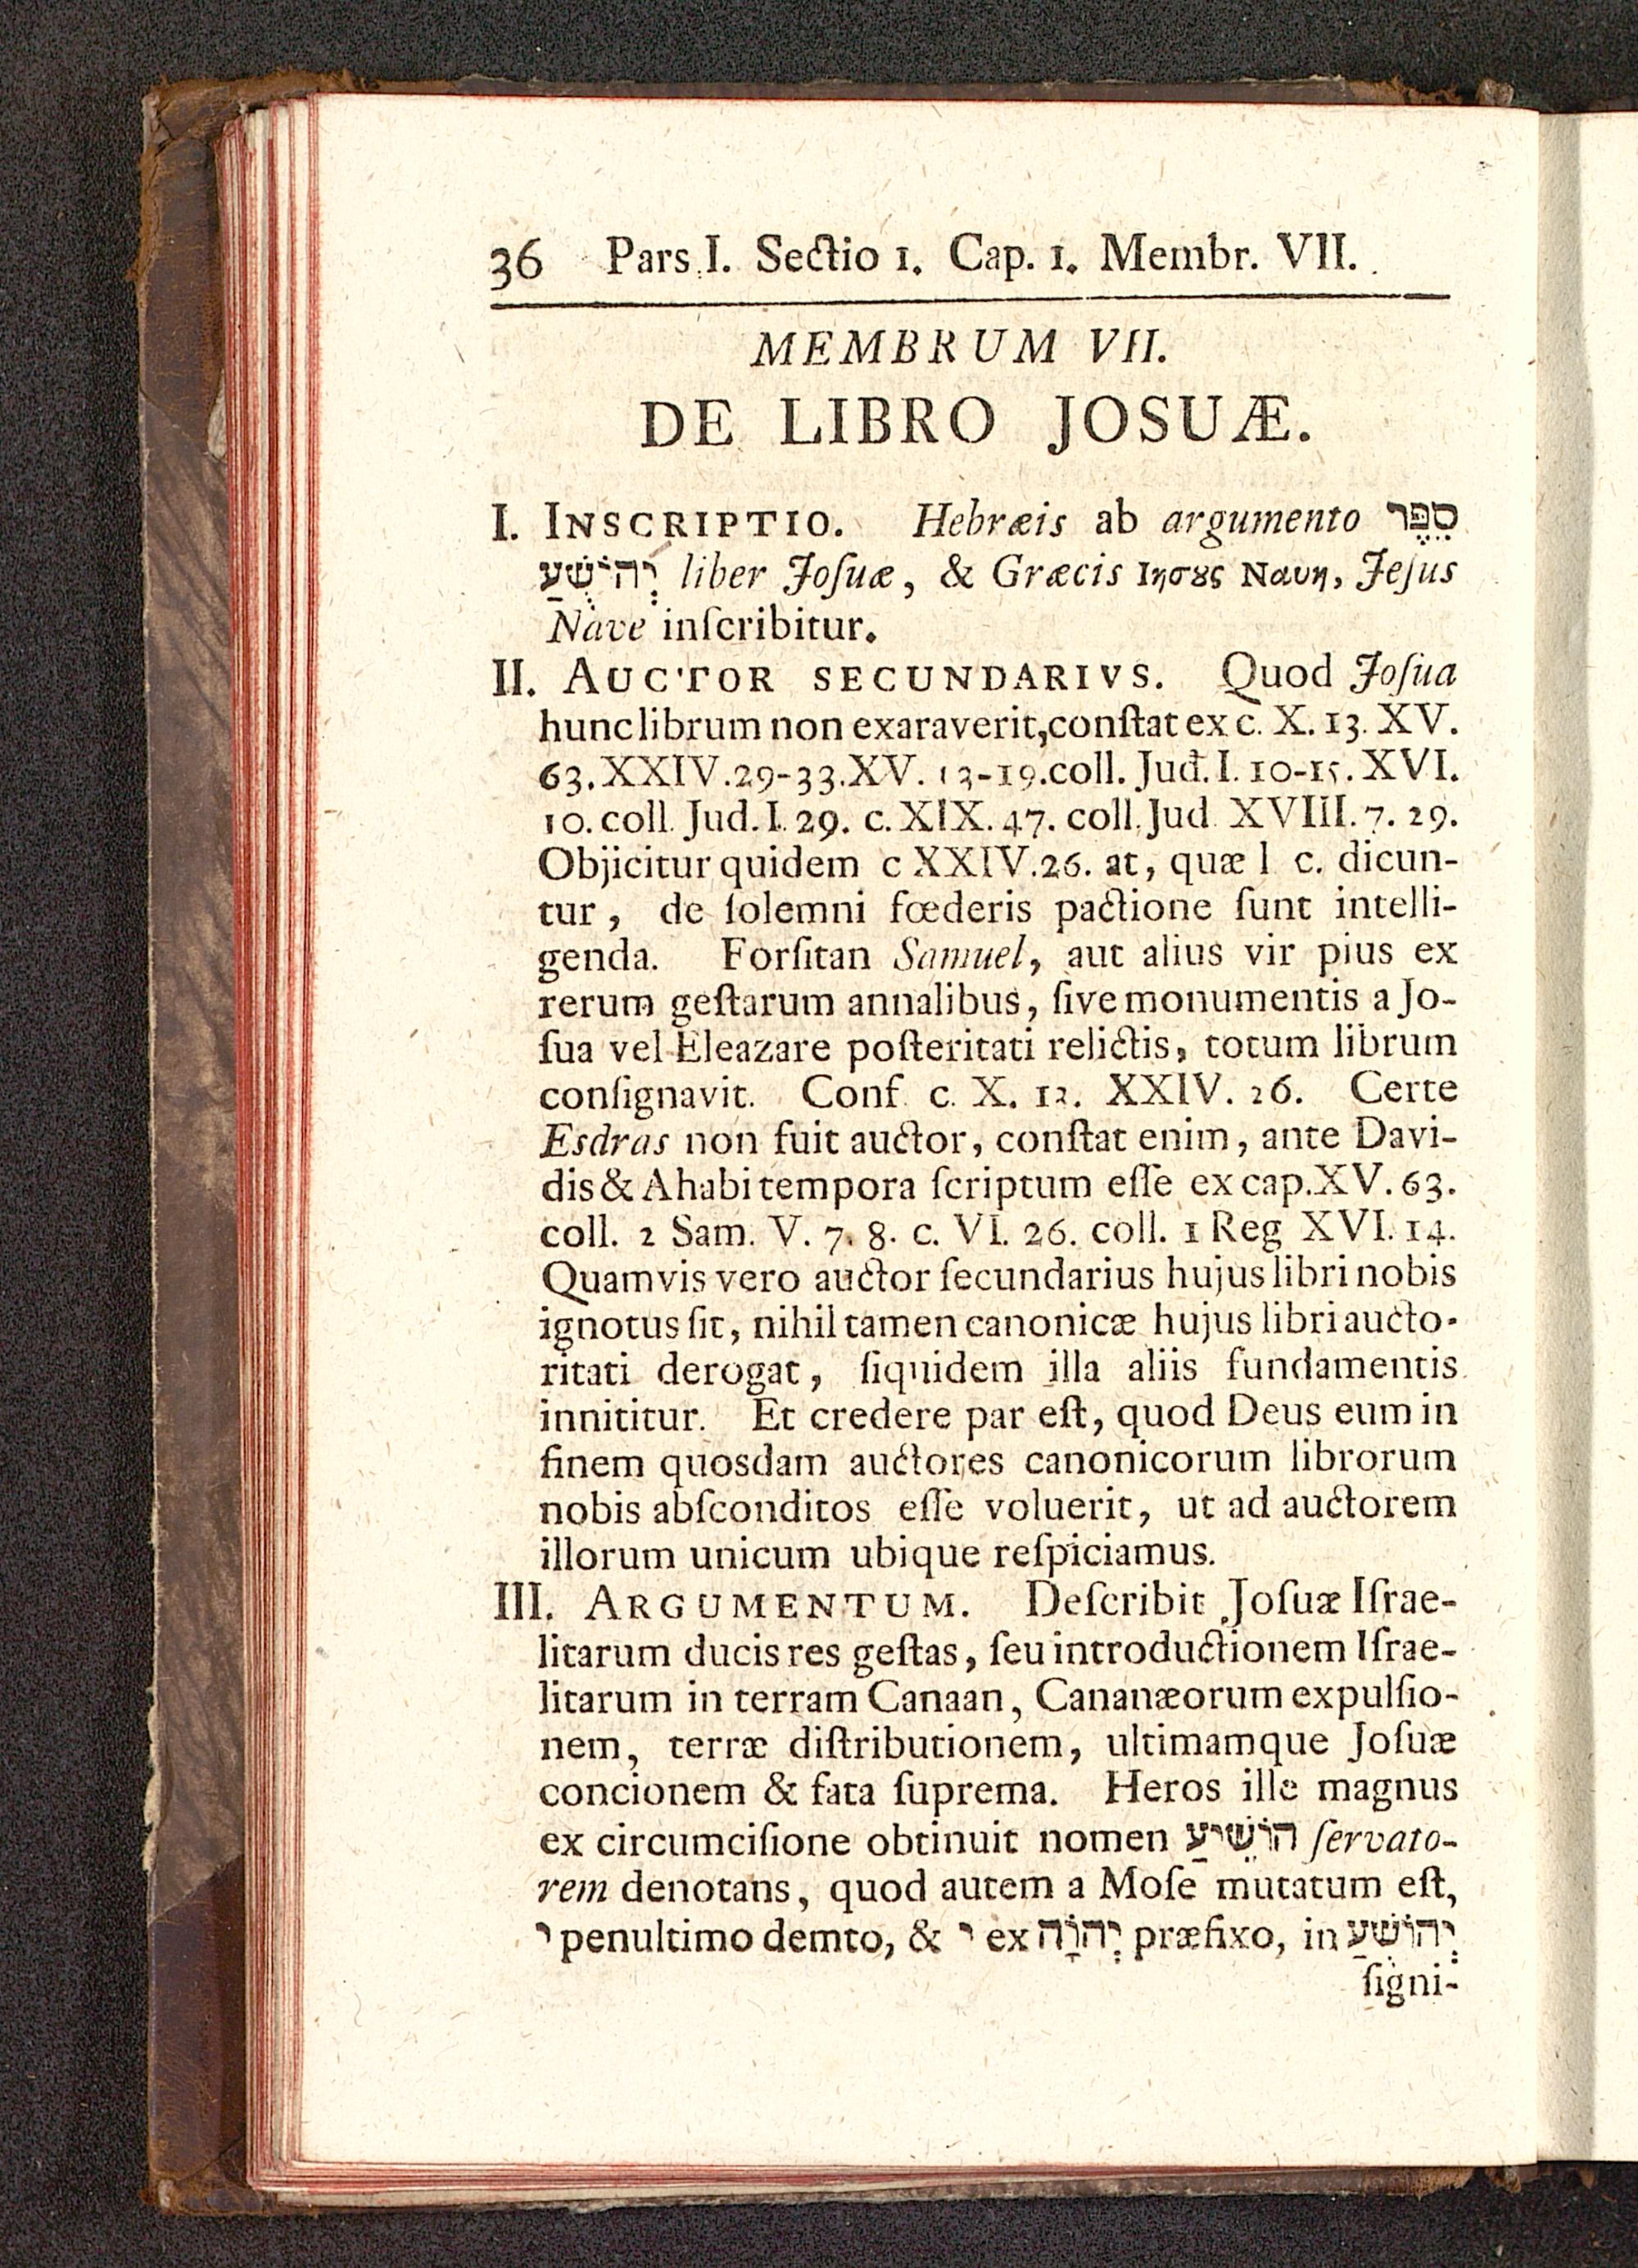 36 Pars I. Sectio 1. Cap. 1. Membr. VII.
MEMBRUM VII.
DE LIBRO JOSUÆ.
I. INSCRIPTIO. Hebræis ab argumento סֵפֶר
יְהוֹשֻׁעַ liber Joſuæ, & Græcis Ιησȣς Ναυη, Jeſus
Nave inſcribitur.
II. AUCTOR SECUNDARIVS. Quod Joſua
hunc librum non exaraverit, conſtat ex c. X. 13. XV.
63. XXIV. 29-33. XV. 13-19. coll. Jud. I. 10-15. XVI.
10. coll. Jud. I. 29. c. XIX. 47. coll. Jud XVIII. 7. 29.
Objicitur quidem c XXIV. 26. at, quæ l c. dicun-
tur, de ſolemni fœderis pactione ſunt intelli-
genda. Forſitan Samuel, aut alius vir pius ex
rerum geſtarum annalibus, ſive monumentis a Jo-
ſua vel Eleazare poſteritati relictis, totum librum
conſignavit. Conf c. X. 12. XXIV. 26. Certe
Esdras non fuit auctor, conſtat enim, ante Davi-
dis & Ahabi tempora ſcriptum eſſe ex cap. XV. 63.
coll. 2 Sam. V. 7. 8. c. VI. 26. coll. 1 Reg XVI. 14.
Quamvis vero auctor ſecundarius hujus libri nobis
ignotus ſit, nihil tamen canonicæ hujus libri aucto-
ritati derogat, ſiquidem illa aliis fundamentis
innititur. Et credere par eſt, quod Deus eum in
finem quosdam auctores canonicorum librorum
nobis abſconditos eſſe voluerit, ut ad auctorem
illorum unicum ubique reſpiciamus.
III. ARGUMENTUM. Deſcribit Joſuæ Iſrae-
litarum ducis res geſtas, ſeu introductionem Iſrae-
litarum in terram Canaan, Cananæorum expulſio-
nem, terræ diſtributionem, ultimamque Joſuæ
concionem & fata ſuprema. Heros ille magnus
ex circumciſione obtinuit nomen הוֹשֵׁיעַ ſervato-
rem denotans, quod autem a Moſe mutatum eſt,
י penultimo demto, & י ex יְהוָֹה præfixo, in יְהוֹשֻׁעַ
ſigni-